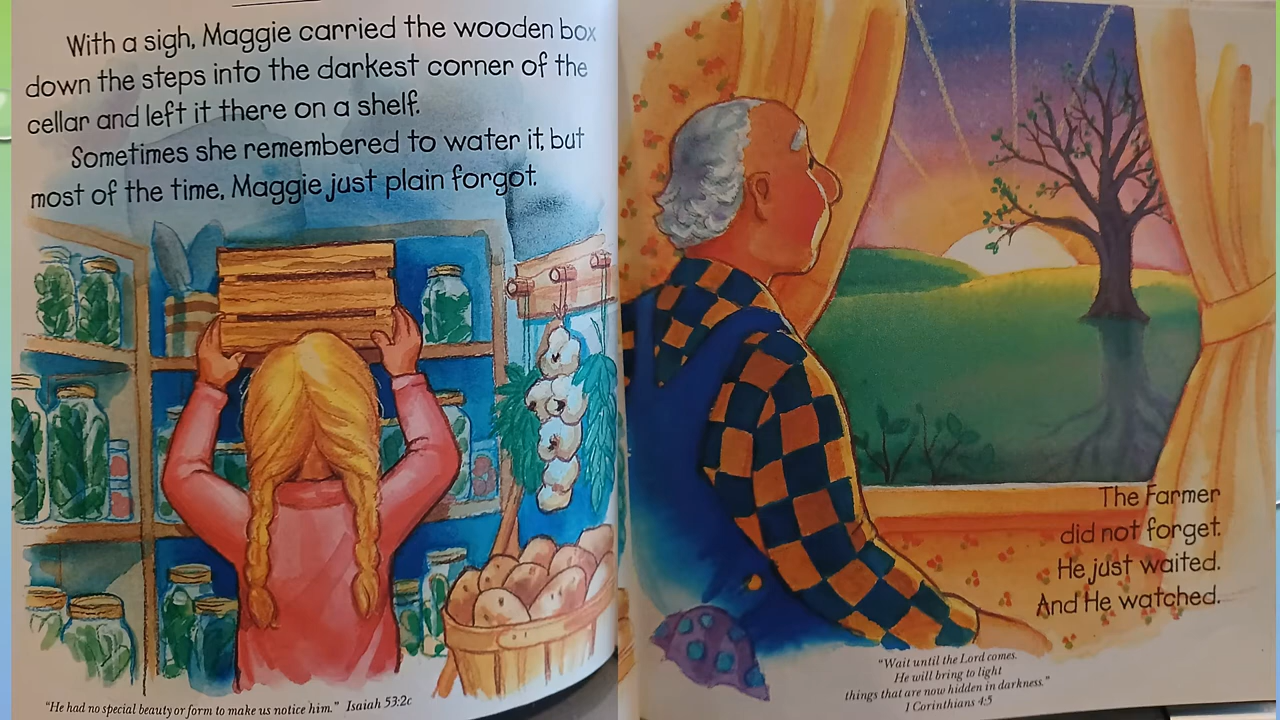 With a sigh, Maggie carried the wooden box
down the steps into the darkest corner of the
cellar and left it there on a shelf.
Sometimes she remembered to water it, but
most of the time, Maggie just plain forgot.
"He had no special beauty or form to make us notice him." Isaiah 53:2c
The Farmer
did not forget.
He just waited.
And He watched.
"Wait until the Lord comes.
He will bring to light
things that are now hidden in darkness."
1 Corinthians 4:5